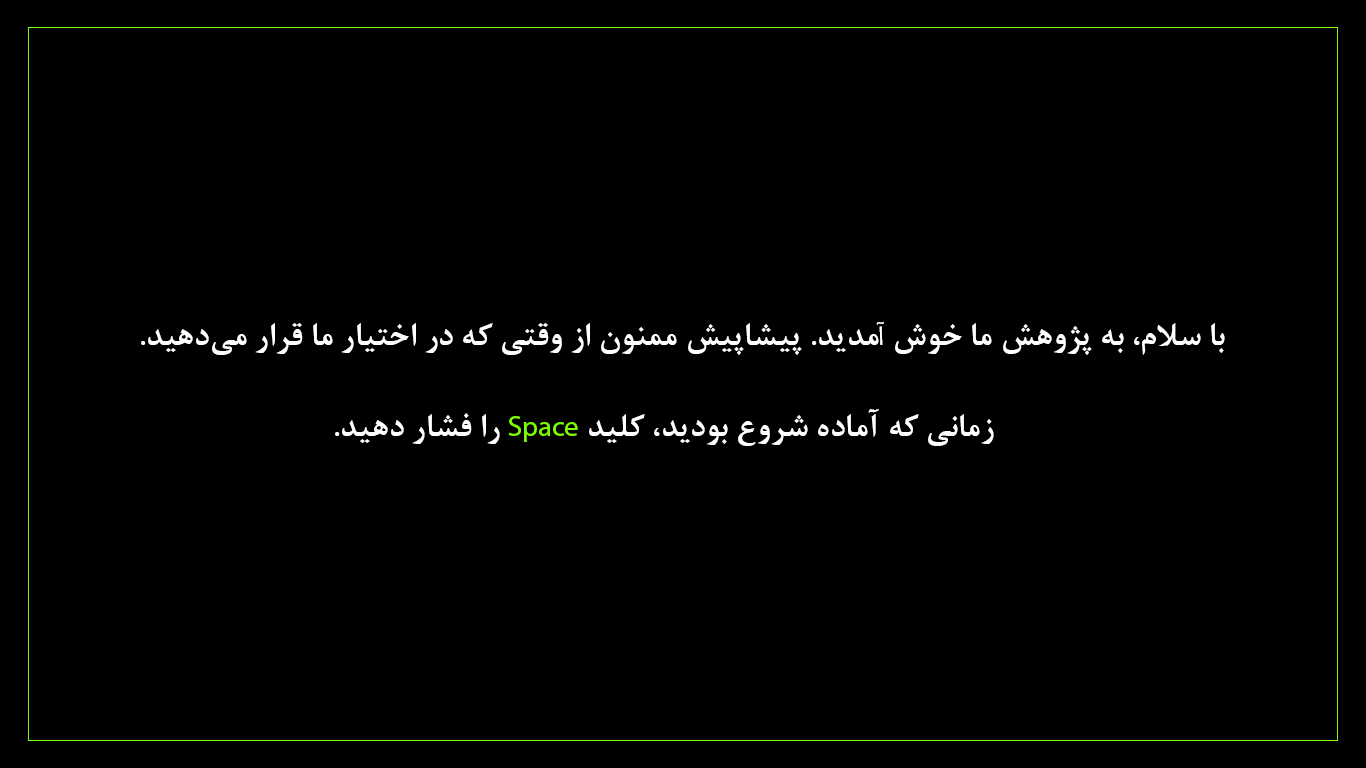 با سلام، به پژوهش ما خوش آمدید. پیشاپیش ممنون از وقتی که در اختیار ما قرار می‌دهید.
زمانی که آماده شروع بودید، کلید Space را فشار دهید.